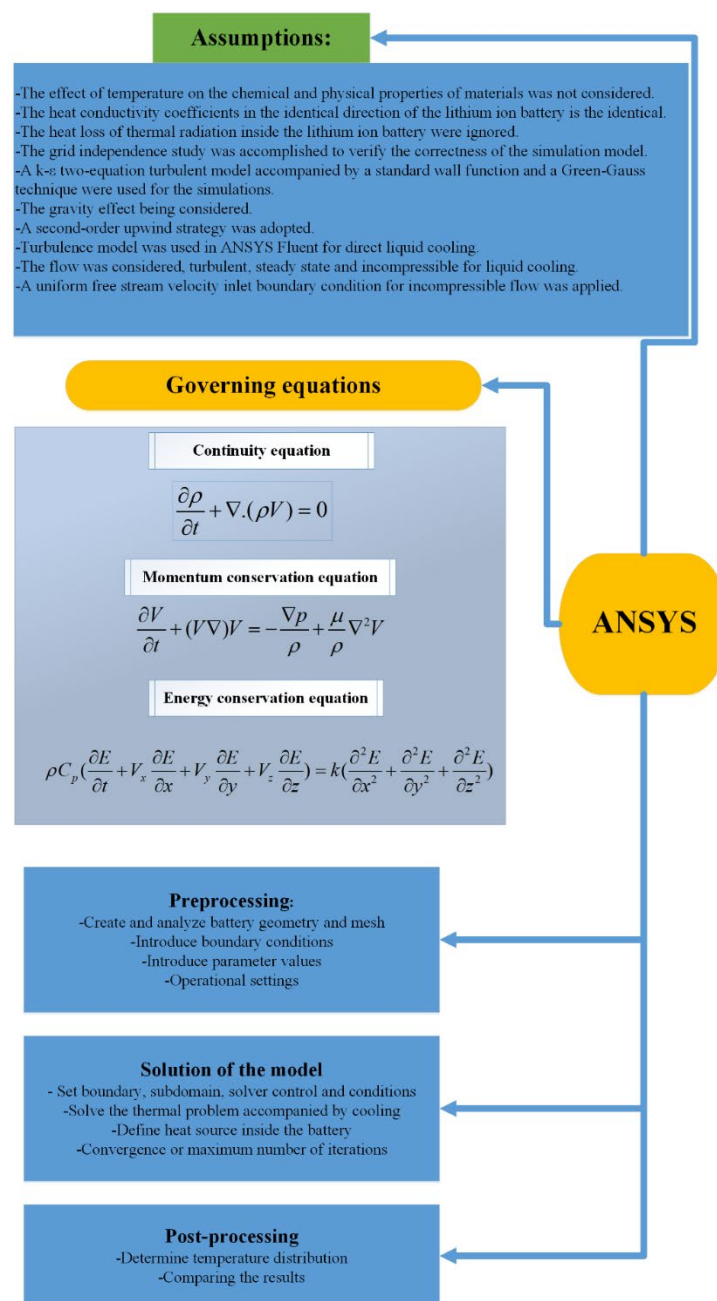 Assumptions:
-The effect of temperature on the chemical and physical properties of materials was not considered.
-The heat conductivity coefficients in the identical direction of the lithium ion battery is the identical.
-The heat loss of thermal radiation inside the lithium ion battery were ignored.
-The grid independence study was accomplished to verify the correctness of the simulation model.
-A k-ε two-equation turbulent model accompanied by a standard wall function and a Green-Gauss
technique were used for the simulations.
-The gravity effect being considered.
-A second-order upwind strategy was adopted.
-Turbulence model was used in ANSYS Fluent for direct liquid cooling.
-The flow was considered, turbulent, steady state and incompressible for liquid cooling.
-A uniform free stream velocity inlet boundary condition for incompressible flow was applied.
Governing equations
Continuity equation
∂ρ/∂t + ∇.(ρV) = 0
Momentum conservation equation
∂V/∂t + (V∇)V = -∇p/ρ + μ/ρ ∇²V
Energy conservation equation
ρC_p(∂E/∂t + V_x ∂E/∂x + V_y ∂E/∂y + V_z ∂E/∂z) = k(∂²E/∂x² + ∂²E/∂y² + ∂²E/∂z²)
ANSYS
Preprocessing:
-Create and analyze battery geometry and mesh
-Introduce boundary conditions
-Introduce parameter values
-Operational settings
Solution of the model
- Set boundary, subdomain, solver control and conditions
-Solve the thermal problem accompanied by cooling
-Define heat source inside the battery
-Convergence or maximum number of iterations
Post-processing
-Determine temperature distribution
-Comparing the results